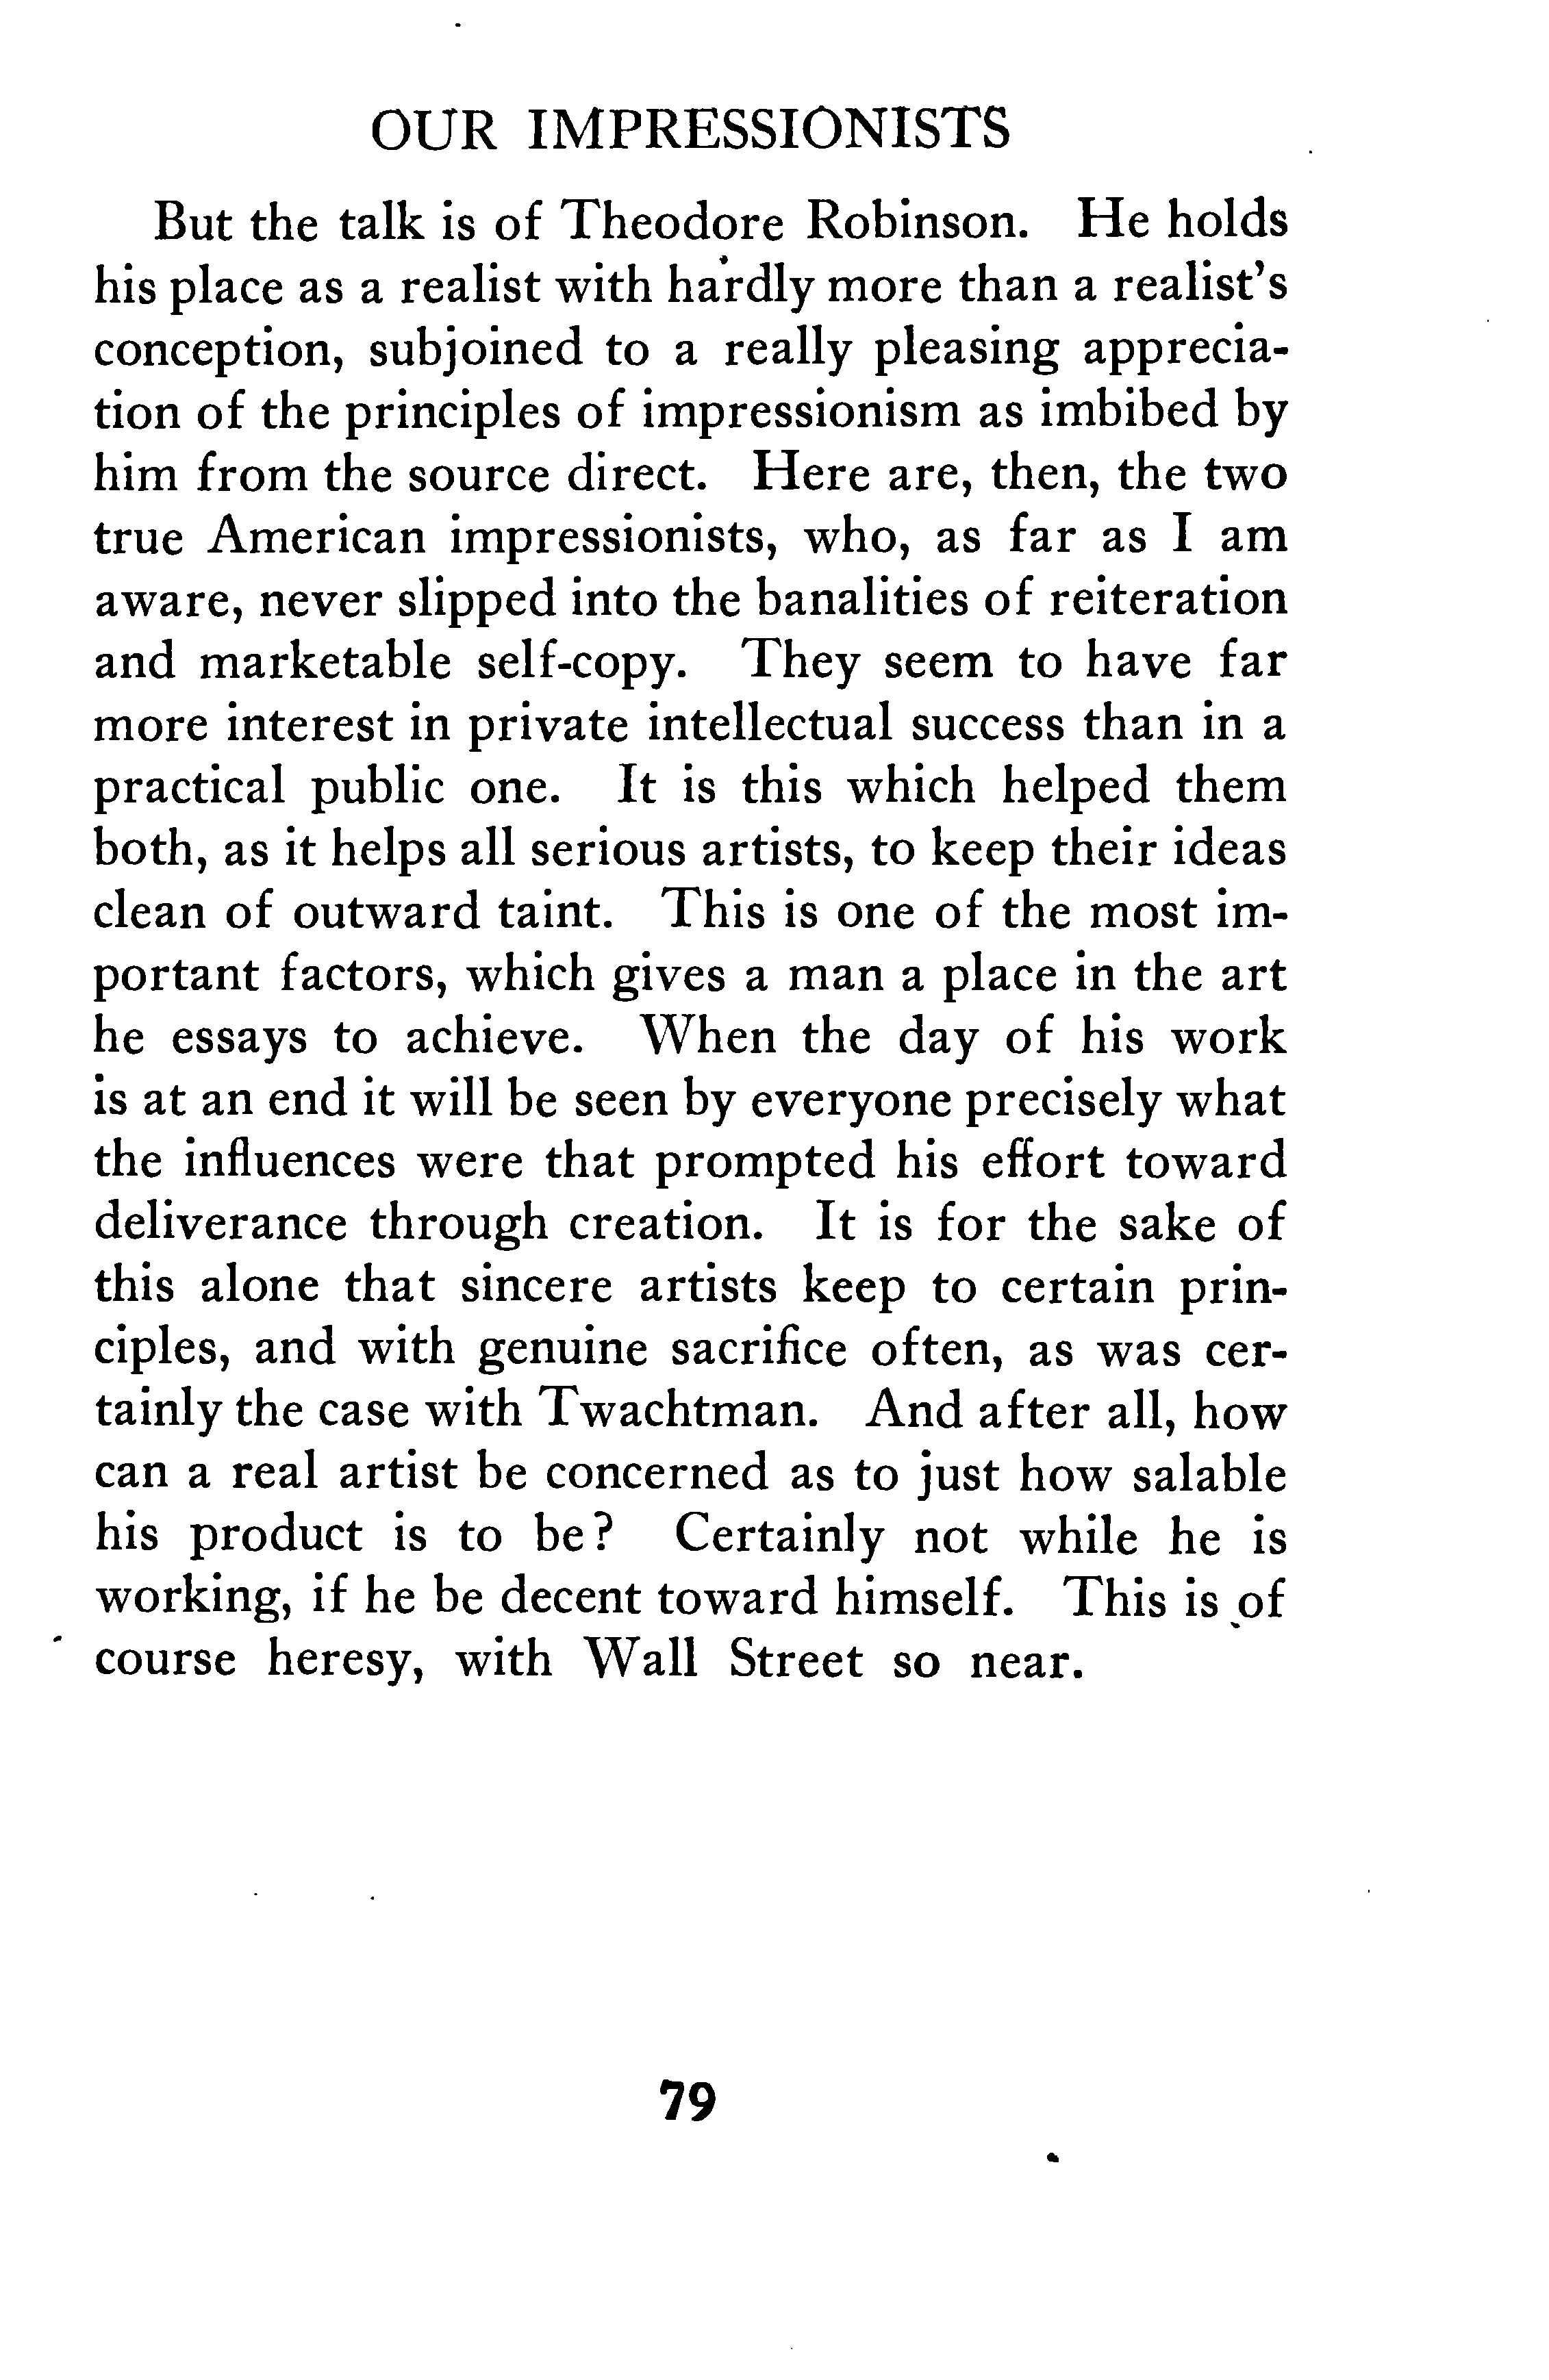 OUR IMPRESSIONISTS
But the talk is of Theodore Robinson. He holds
his place as a realist with hardly more than a realist's
conception, subjoined to a really pleasing apprecia-
tion of the principles of impressionism as imbibed by
him from the source direct. Here are, then, the two
true American impressionists, who, as far as I am
aware, never slipped into the banalities of reiteration
and marketable self-copy. They seem to have far
more interest in private intellectual success than in a
practical public one. It is this which helped them
both, as it helps all serious artists, to keep their ideas
clean of outward taint. This is one of the most im-
portant factors, which gives a man a place in the art
he essays to achieve. When the day of his work
is at an end it will be seen by everyone precisely what
the influences were that prompted his effort toward
deliverance through creation. It is for the sake of
this alone that sincere artists keep to certain prin-
ciples, and with genuine sacrifice often, as was cer-
tainly the case with Twachtman. And after all, how
can a real artist be concerned as to just how salable
his product is to be? Certainly not while he is
working, if he be decent toward himself. This is of
course heresy, with Wall Street so near.
79